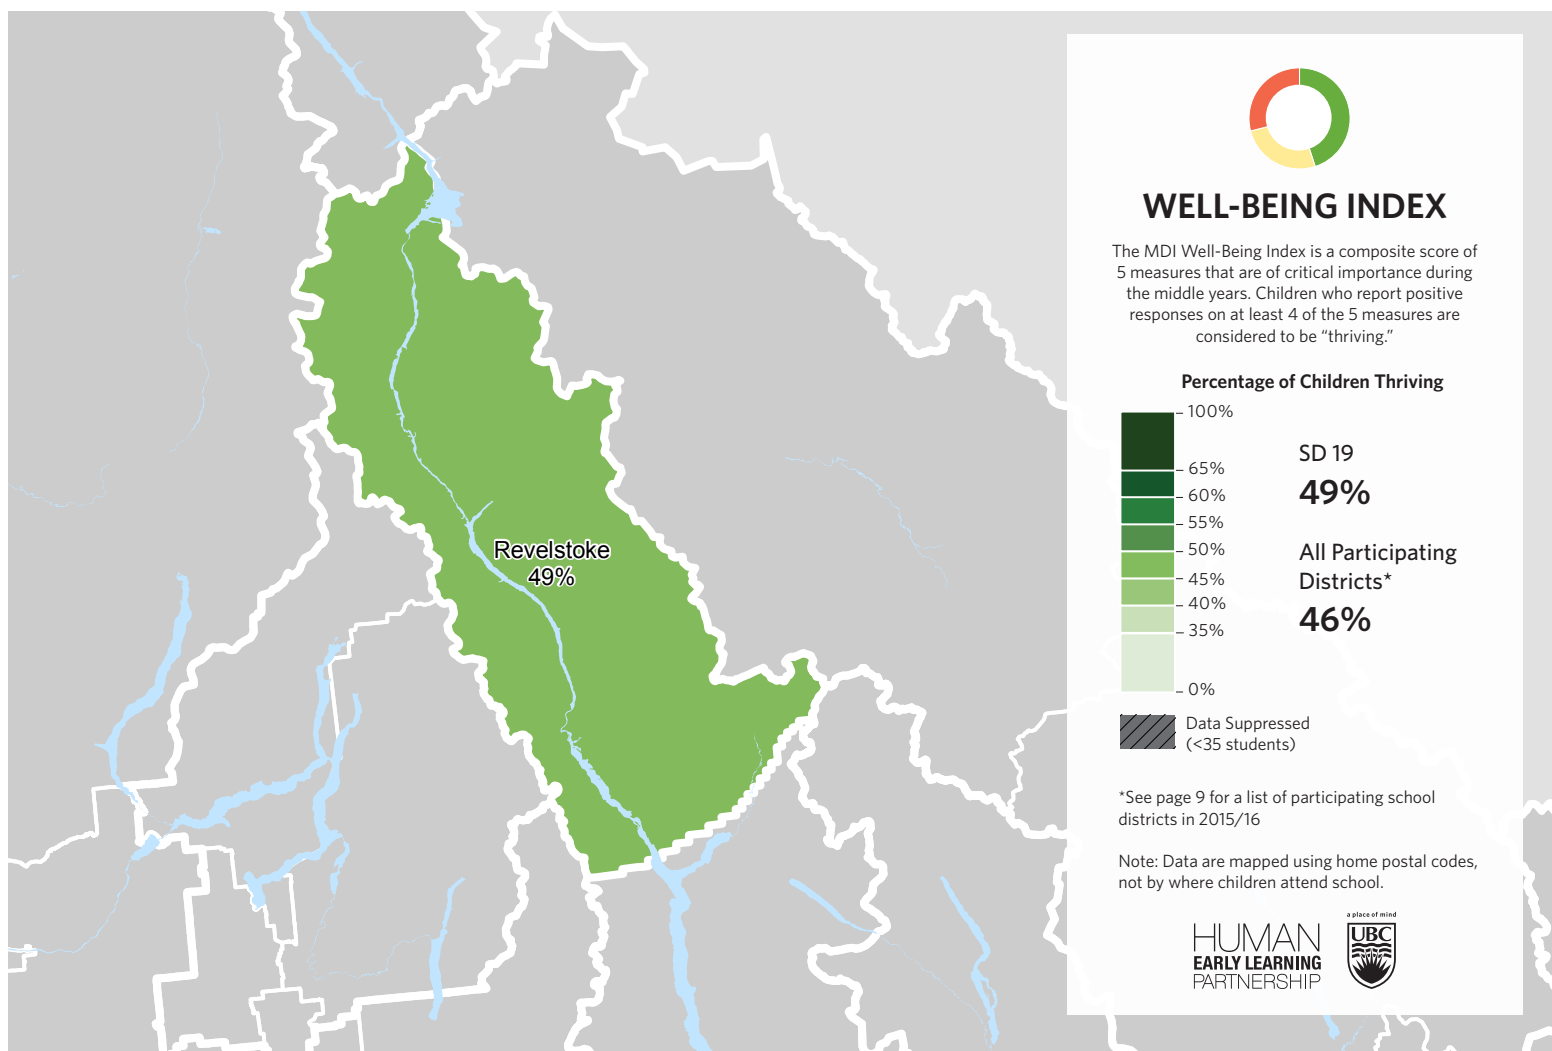 Revelstoke
49%
WELL-BEING INDEX
The MDI Well-Being Index is a composite score of
5 measures that are of critical importance during
the middle years. Children who report positive
responses on at least 4 of the 5 measures are
considered to be “thriving.”
Percentage of Children Thriving
100%
65%
60%
55%
50%
45%
40%
35%
0%
SD 19
49%
All Participating
Districts*
46%
Data Suppressed
(<35 students)
*See page 9 for a list of participating school
districts in 2015/16
Note: Data are mapped using home postal codes,
not by where children attend school.
HUMAN
EARLY LEARNING
PARTNERSHIP
a place of mind
UBC